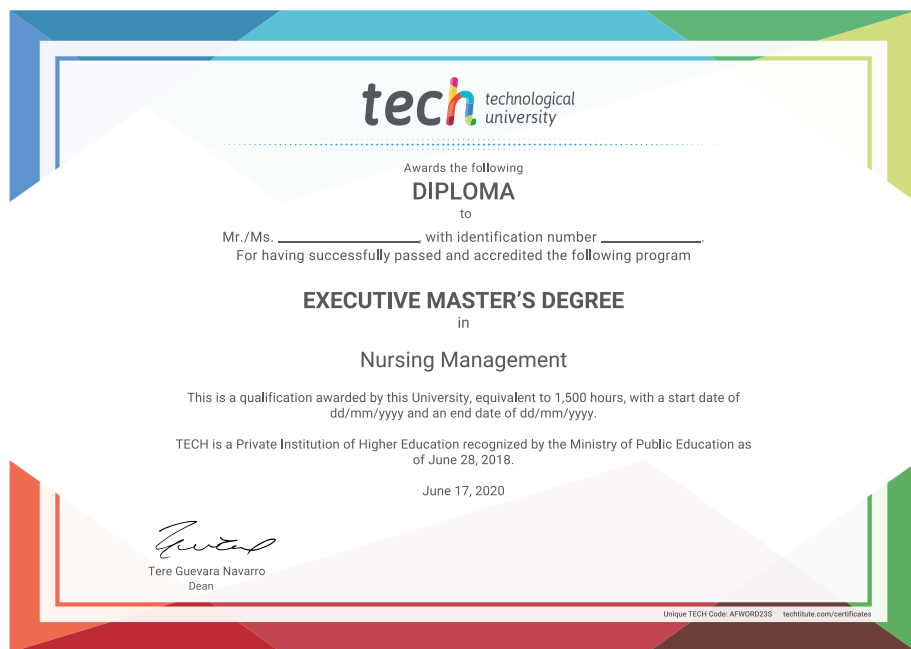 tech technological
university
Awards the following
DIPLOMA
to
Mr./Ms. ____________________, with identification number ______________.
For having successfully passed and accredited the following program
EXECUTIVE MASTER'S DEGREE
in
Nursing Management
This is a qualification awarded by this University, equivalent to 1,500 hours, with a start date of
dd/mm/yyyy and an end date of dd/mm/yyyy.
TECH is a Private Institution of Higher Education recognized by the Ministry of Public Education as
of June 28, 2018.
June 17, 2020
Tere Guevara Navarro
Dean
Unique TECH Code: AFWORD23S techtitute.com/certificates